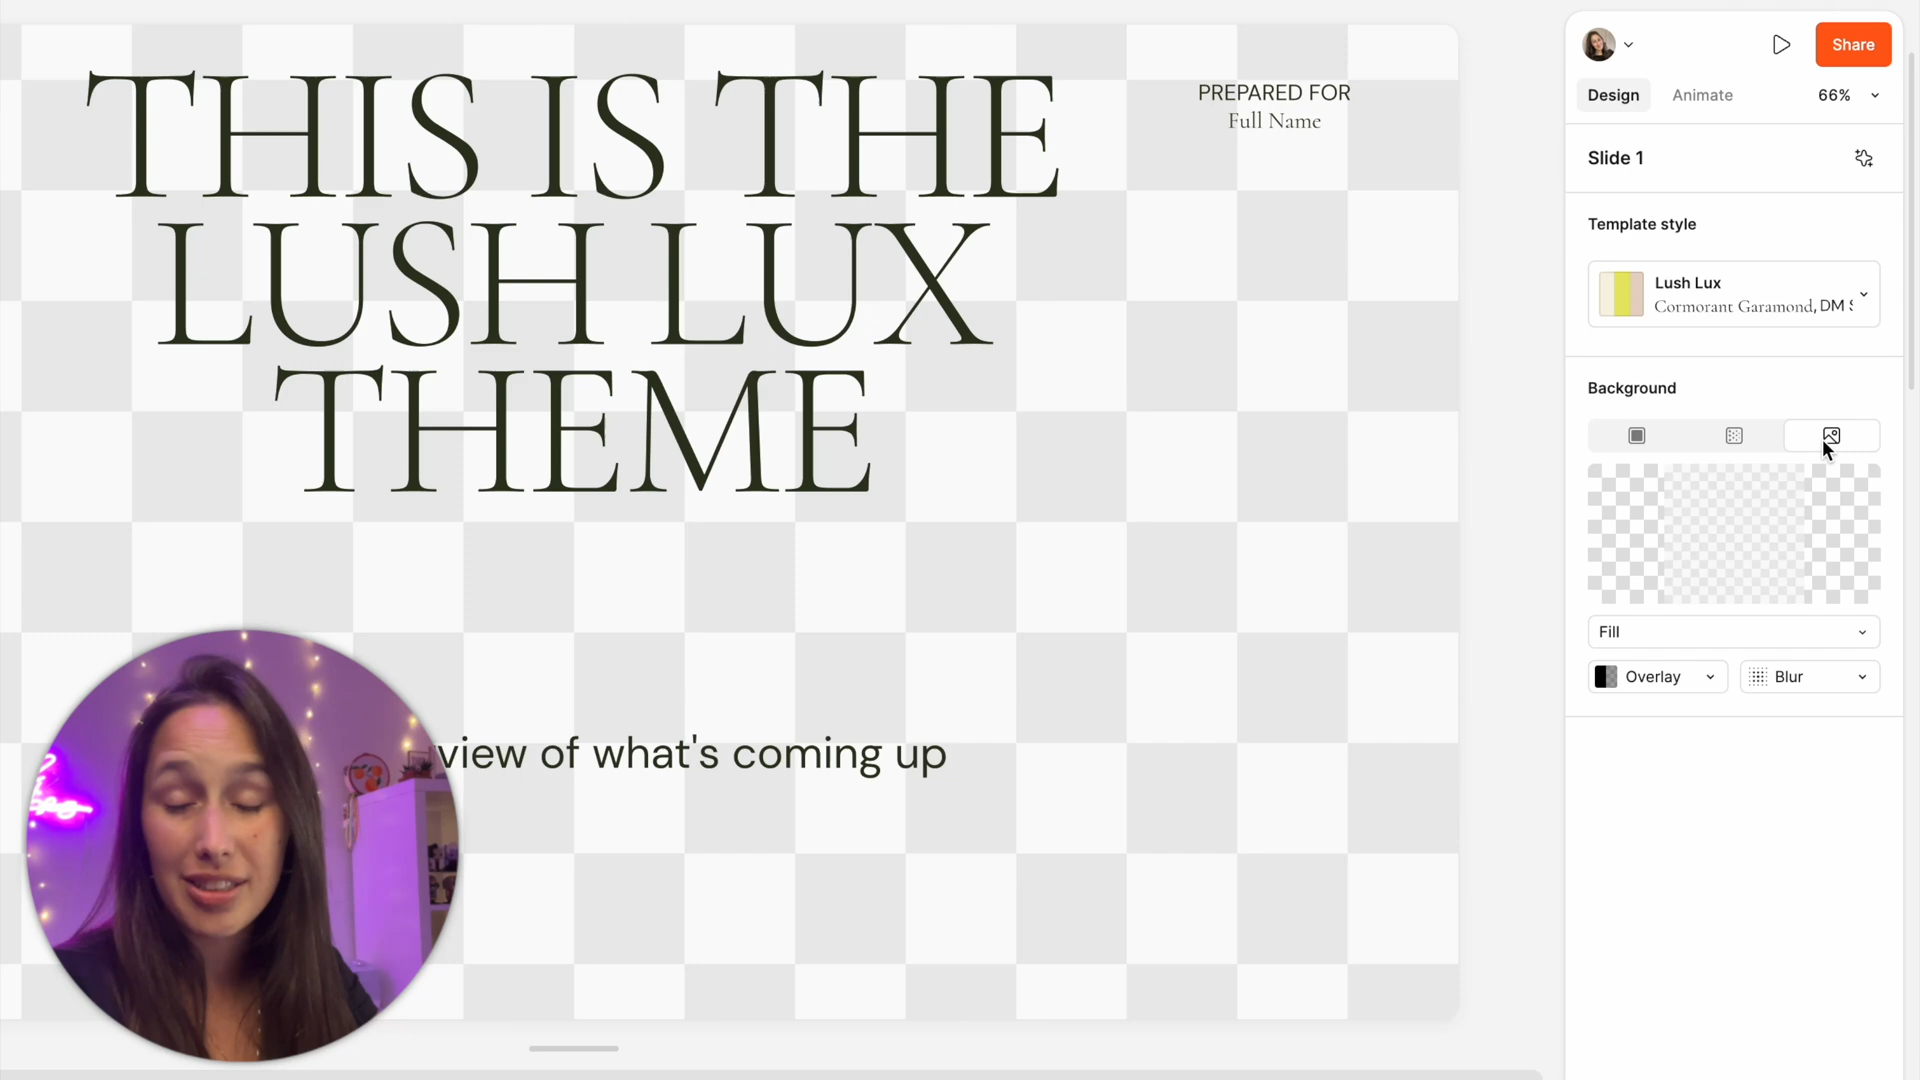 THIS IS THE
LUSH LUX
THEME
PREPARED FOR
Full Name
view of what's coming up
Share
Design
Animate
66%
Slide 1
Template style
Lush Lux
Cormorant Garamond, DM S
Background
Fill
Overlay
Blur